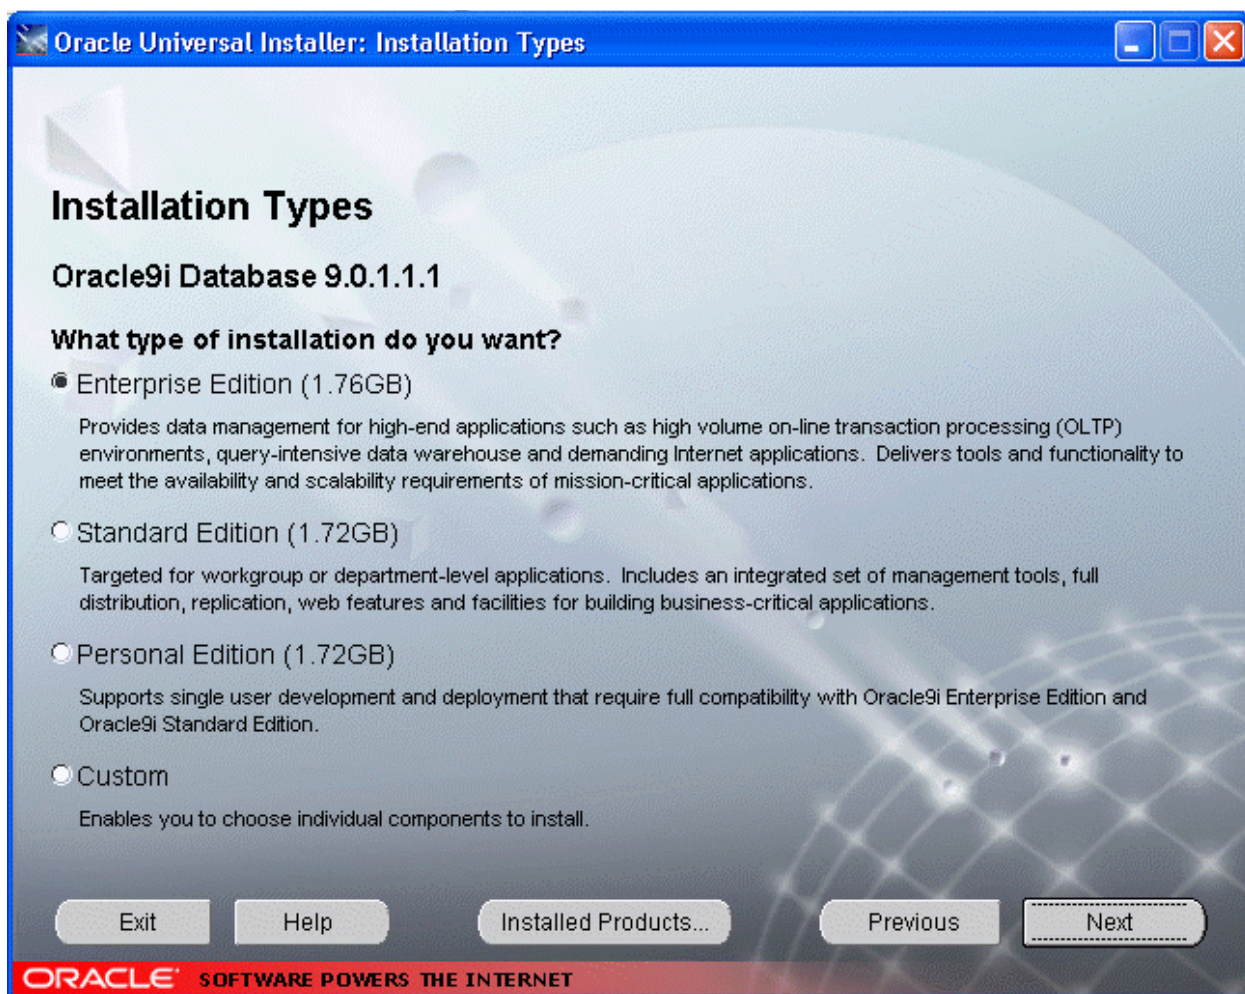 Oracle Universal Installer: Installation Types
Installation Types
Oracle9i Database 9.0.1.1.1
What type of installation do you want?
Enterprise Edition (1.76GB)
Provides data management for high-end applications such as high volume on-line transaction processing (OLTP)
environments, query-intensive data warehouse and demanding Internet applications. Delivers tools and functionality to
meet the availability and scalability requirements of mission-critical applications.
Standard Edition (1.72GB)
Targeted for workgroup or department-level applications. Includes an integrated set of management tools, full
distribution, replication, web features and facilities for building business-critical applications.
Personal Edition (1.72GB)
Supports single user development and deployment that require full compatibility with Oracle9i Enterprise Edition and
Oracle9i Standard Edition.
Custom
Enables you to choose individual components to install.
Exit Help Installed Products... Previous Next
ORACLE SOFTWARE POWERS THE INTERNET